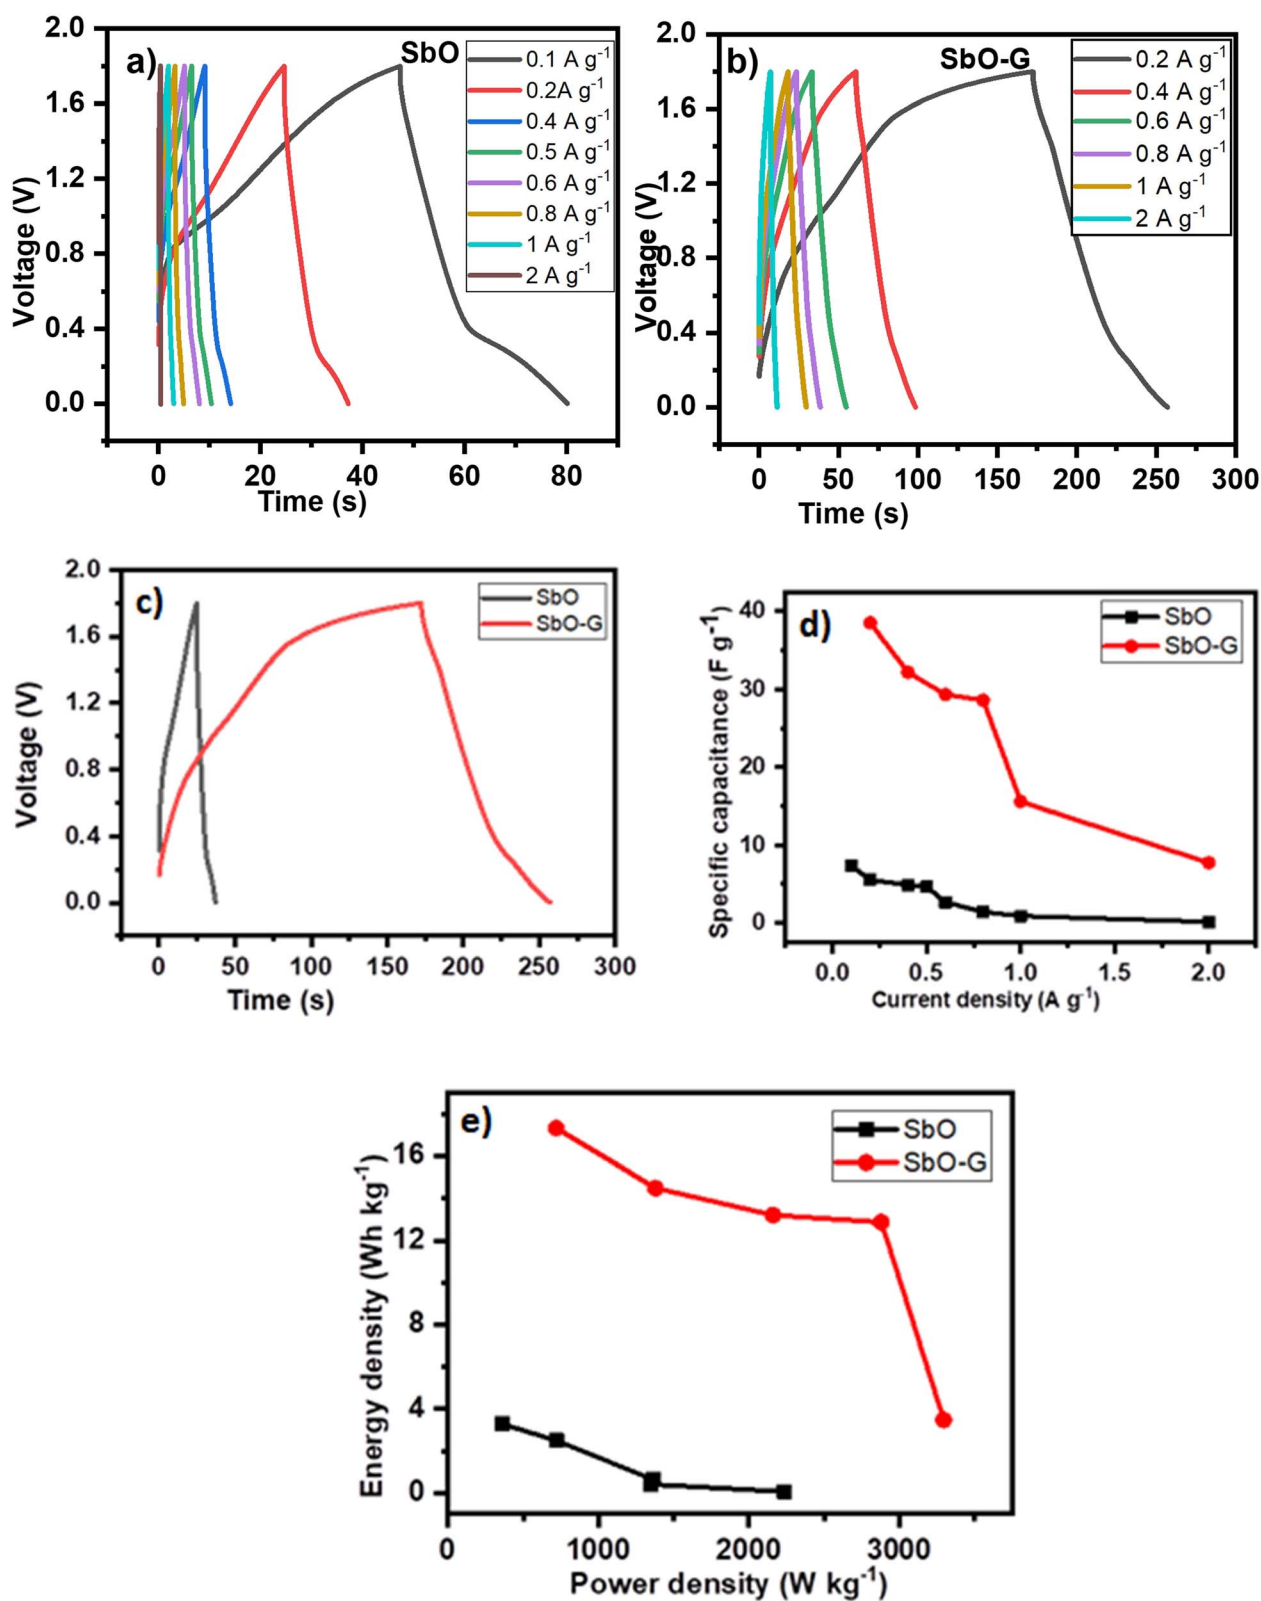 a)
SbO
0.1 A g-1
0.2A g-1
0.4 A g-1
0.5 A g-1
0.6 A g-1
0.8 A g-1
1 A g-1
2 A g-1
2.0
1.6
1.2
0.8
0.4
0.0
Voltage (V)
0 20 40 60 80
Time (s)
b)
SbO-G
0.2 A g-1
0.4 A g-1
0.6 A g-1
0.8 A g-1
1 A g-1
2 A g-1
2.0
1.6
1.2
0.8
0.4
0.0
Voltage (V)
0 50 100 150 200 250 300
Time (s)
c)
SbO
SbO-G
2.0
1.6
1.2
0.8
0.4
0.0
Voltage (V)
0 50 100 150 200 250 300
Time (s)
d)
SbO
SbO-G
40
30
20
10
0
Specific capacitance (F g-1)
0.0 0.5 1.0 1.5 2.0
Current density (A g-1)
e)
SbO
SbO-G
16
12
8
4
0
Energy density (Wh kg-1)
0 1000 2000 3000
Power density (W kg-1)